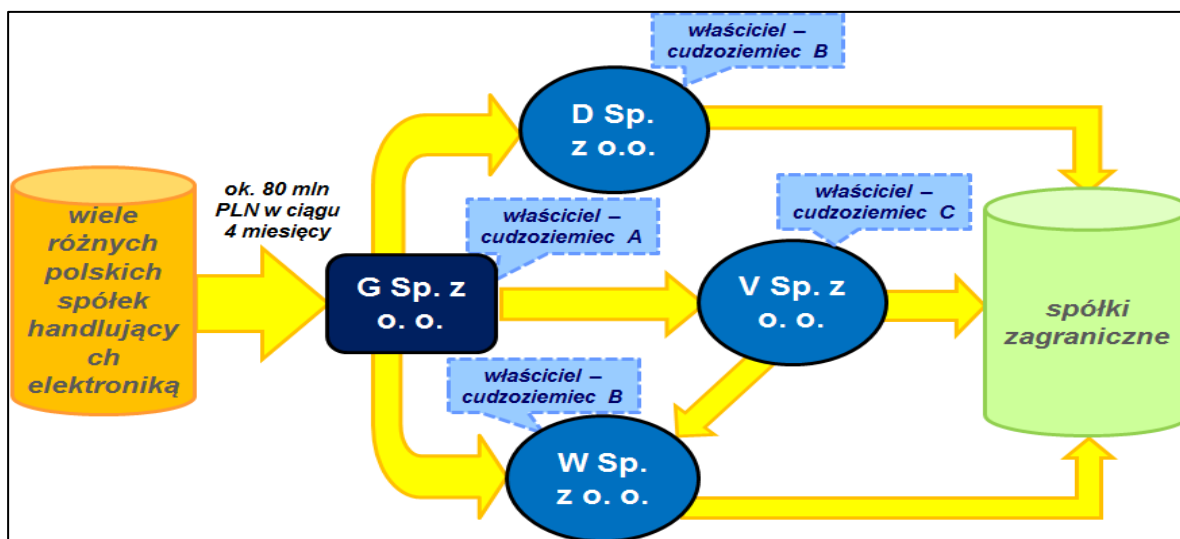 właściciel –
cudzoziemiec B
D Sp.
z o.o.
ok. 80 mln
PLN w ciągu
4 miesięcy
właściciel –
cudzoziemiec A
właściciel –
cudzoziemiec C
wiele
różnych
polskich
spółek
handlujący
ch
elektroniką
G Sp. z
o. o.
V Sp. z
o. o.
spółki
zagraniczne
właściciel –
cudzoziemiec B
W Sp.
z o. o.